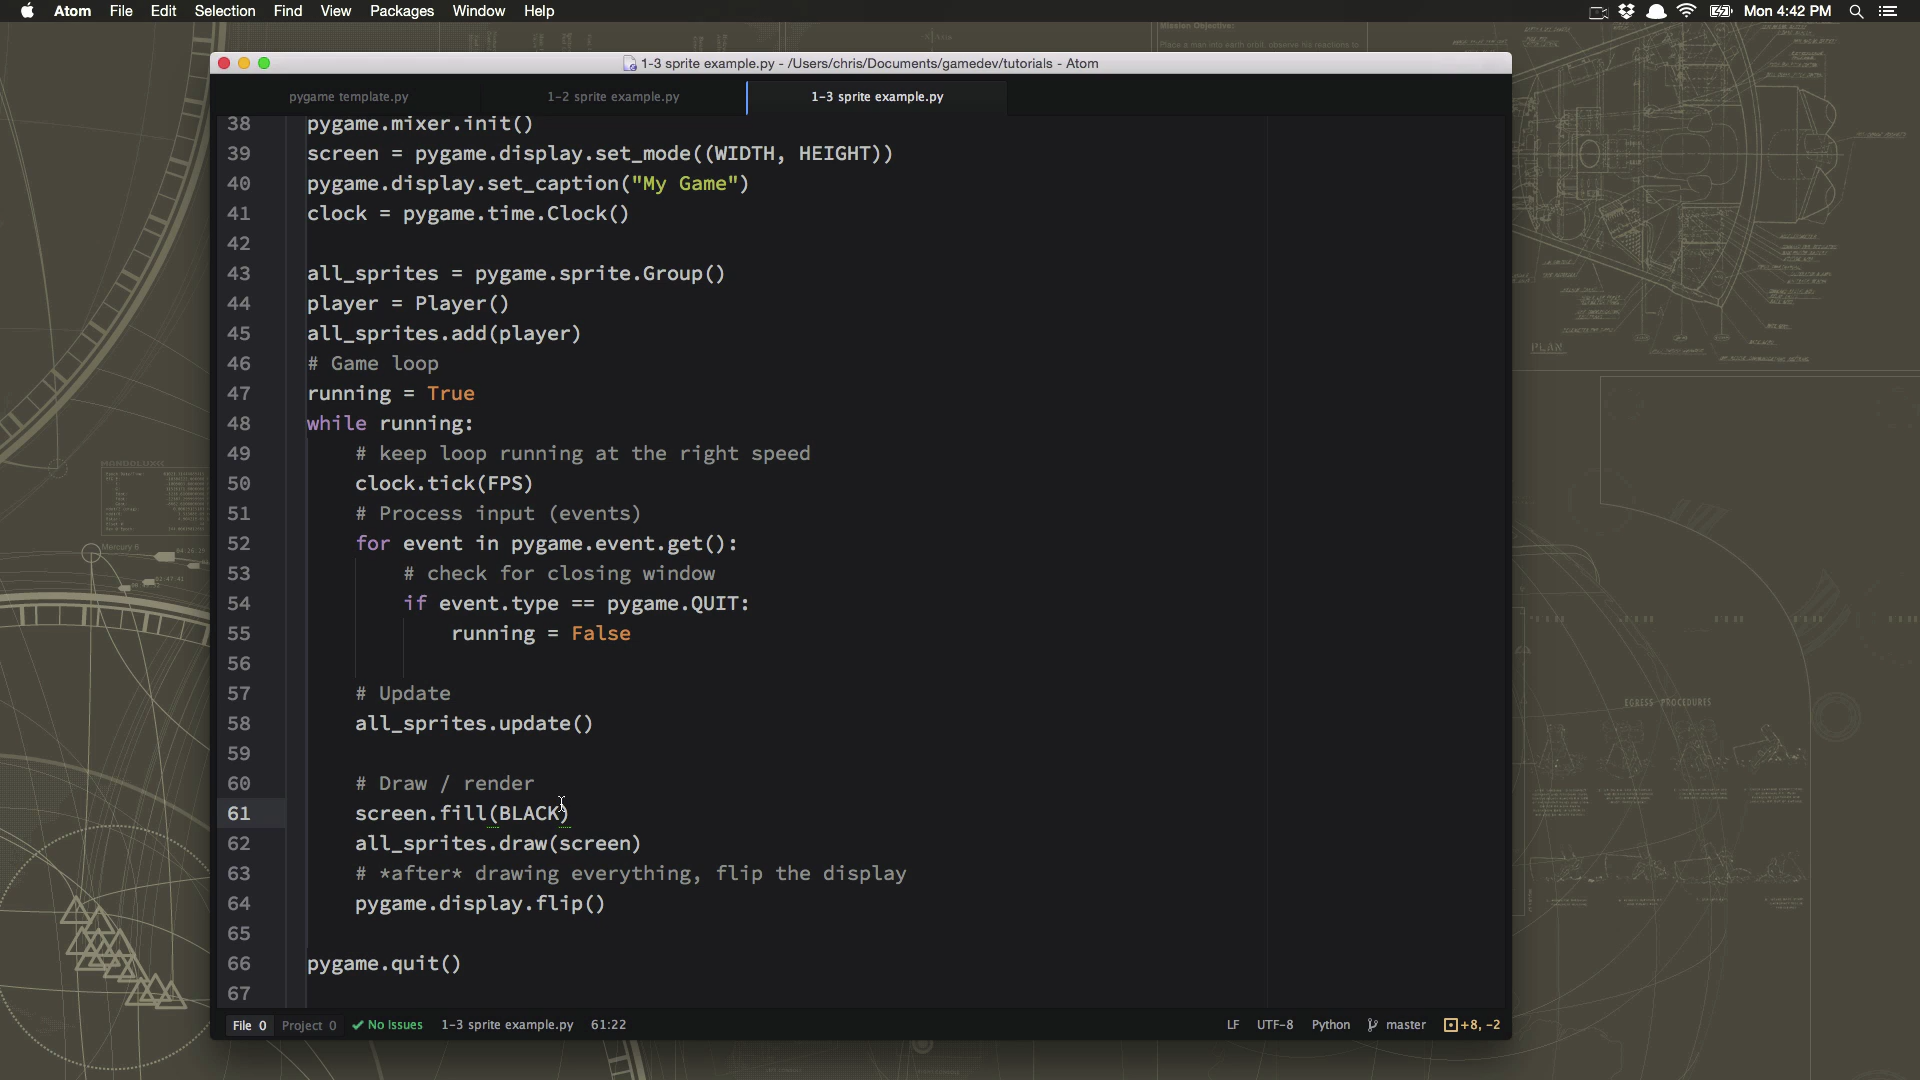 Atom File Edit Selection Find View Packages Window Help Mon 4:42 PM
Mission Objective:
1-3 sprite example.py - /Users/chris/Documents/gamedev/tutorials - Atom
pygame template.py 1-2 sprite example.py 1-3 sprite example.py
38 pygame.mixer.init()
39 screen = pygame.display.set_mode((WIDTH, HEIGHT))
40 pygame.display.set_caption("My Game")
41 clock = pygame.time.Clock()
42
43 all_sprites = pygame.sprite.Group()
44 player = Player()
45 all_sprites.add(player)
46 # Game loop
47 running = True
48 while running:
49 # keep loop running at the right speed
50 clock.tick(FPS)
51 # Process input (events)
52 for event in pygame.event.get():
53 # check for closing window
54 if event.type == pygame.QUIT:
55 running = False
56
57 # Update
58 all_sprites.update()
59
60 # Draw / render
61 screen.fill(BLACK)
62 all_sprites.draw(screen)
63 # *after* drawing everything, flip the display
64 pygame.display.flip()
65
66 pygame.quit()
67
File 0 Project 0 No Issues 1-3 sprite example.py 61:22 LF UTF-8 Python master +8, -2
PLAN
Mercury 6
EGRESS PROCEDURES